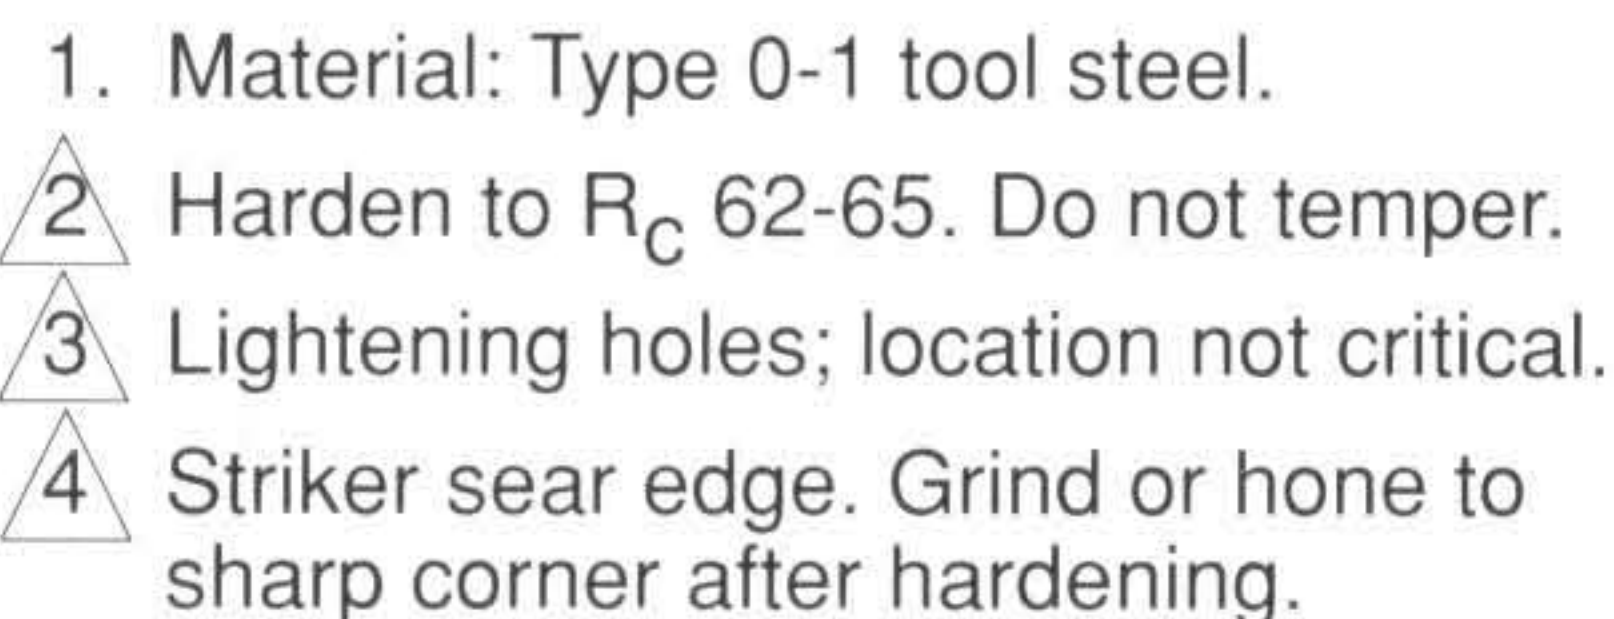 1. Material: Type 0-1 tool steel.
2 Harden to RC 62-65. Do not temper.
3 Lightening holes; location not critical.
4 Striker sear edge. Grind or hone to
sharp corner after hardening.